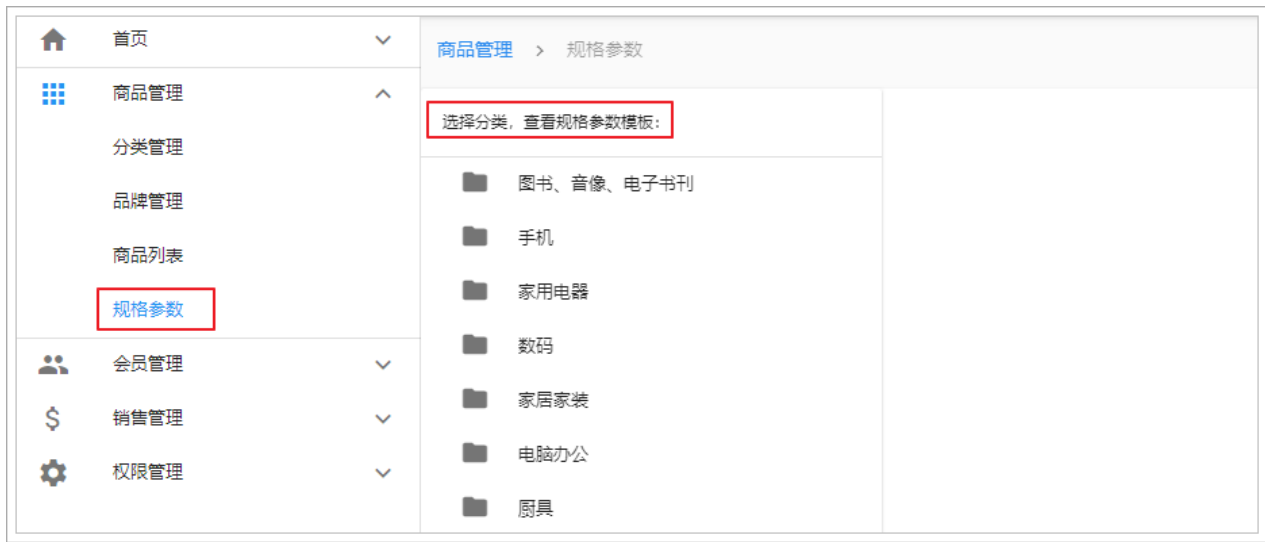 首页
商品管理
分类管理
品牌管理
商品列表
规格参数
会员管理
销售管理
权限管理
商品管理 > 规格参数
选择分类，查看规格参数模板：
图书、音像、电子书刊
手机
家用电器
数码
家居家装
电脑办公
厨具